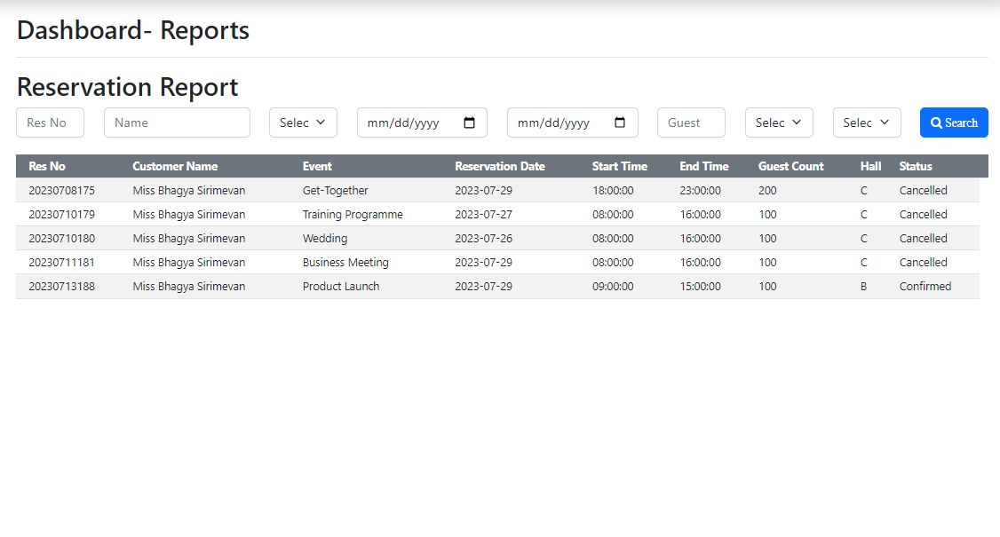 Dashboard- Reports
Reservation Report
Res No Name Selec mm/dd/yyyy mm/dd/yyyy Guest Selec Selec Search
Res No Customer Name Event Reservation Date Start Time End Time Guest Count Hall Status
20230708175 Miss Bhagya Sirimevan Get-Together 2023-07-29 18:00:00 23:00:00 200 C Cancelled
20230710179 Miss Bhagya Sirimevan Training Programme 2023-07-27 08:00:00 16:00:00 100 C Cancelled
20230710180 Miss Bhagya Sirimevan Wedding 2023-07-26 08:00:00 16:00:00 100 C Cancelled
20230711181 Miss Bhagya Sirimevan Business Meeting 2023-07-29 08:00:00 16:00:00 100 C Cancelled
20230713188 Miss Bhagya Sirimevan Product Launch 2023-07-29 09:00:00 15:00:00 100 B Confirmed